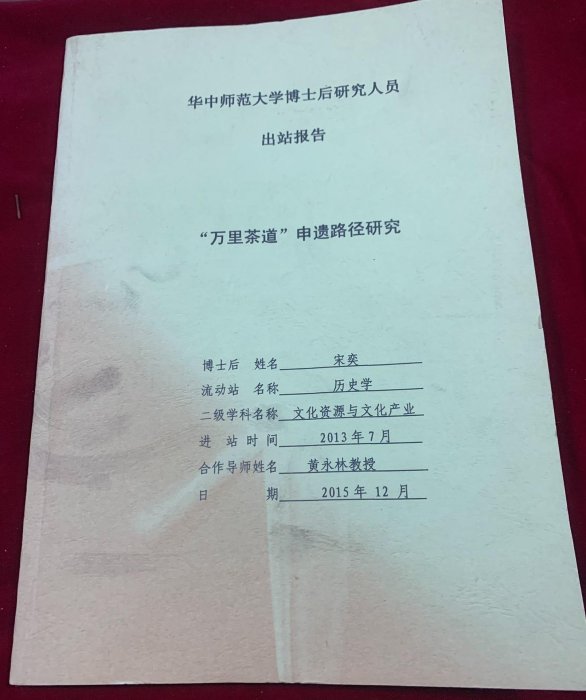 华中师范大学博士后研究人员
出站报告
“万里茶道”申遗路径研究
博士后 姓名 宋奕
流动站 名称 历史学
二级学科名称 文化资源与文化产业
进 站 时 间 2013年7月
合作导师姓名 黄永林教授
日 期 2015年 12 月